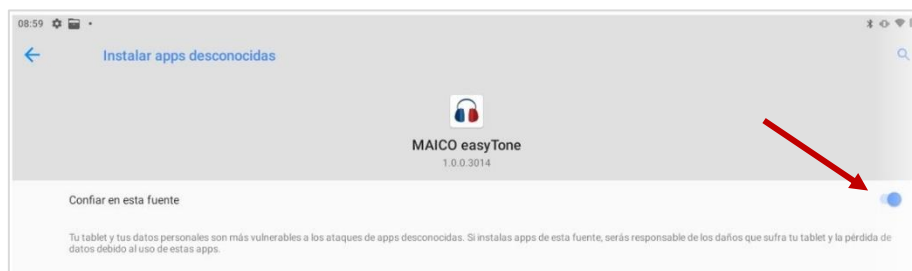 08:59
Instalar apps desconocidas
MAICO easyTone
1.0.0.3014
Confiar en esta fuente
Tu tablet y tus datos personales son más vulnerables a los ataques de apps desconocidas. Si instalas apps de esta fuente, serás responsable de los daños que sufra tu tablet y la pérdida de
datos debido al uso de estas apps.